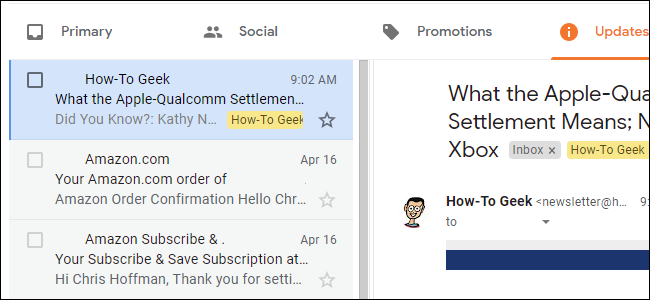 Primary
Social
Promotions
Updates
How-To Geek 9:02 AM
What the Apple-Qualcomm Settlemen...
Did You Know?: Kathy N... How-To Geek
Amazon.com Apr 16
Your Amazon.com order of
Amazon Order Confirmation Hello Chr...
Amazon Subscribe & . Apr 16
Your Subscribe & Save Subscription at...
Hi Chris Hoffman, Thank you for setti...
What the Apple-Qua
Settlement Means; N
Xbox Inbox × How-To Geek
How-To Geek <newsletter@h... 9:
to